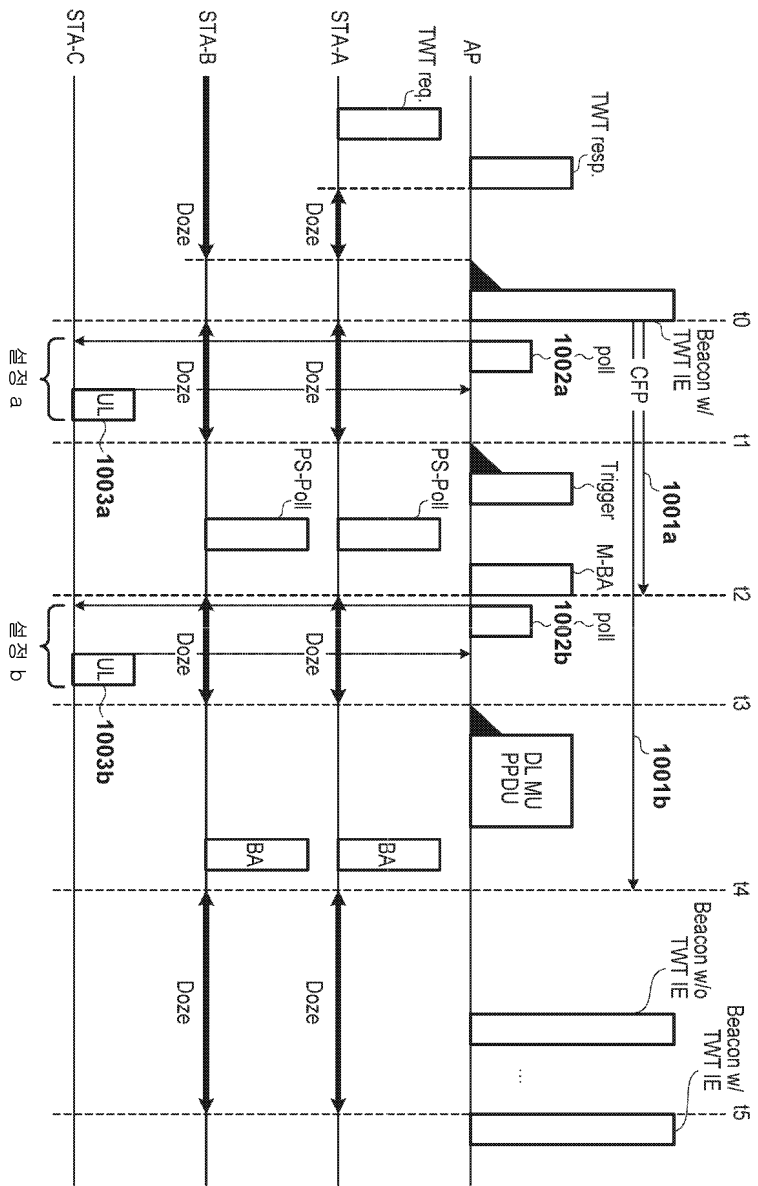 TWT resp.
Beacon w/
TWT IE
t0
t1
t2
t3
t4
t5
CFP
1001a
1001b
poll
1002a
Trigger
M-BA
poll
1002b
DL MU
PPDU
Beacon w/o
TWT IE
...
Beacon w/
TWT IE
AP
TWT req.
PS-Poll
BA
STA-A
Doze
Doze
Doze
Doze
PS-Poll
BA
STA-B
Doze
Doze
Doze
Doze
STA-C
UL
1003a
UL
1003b
설정 a
설정 b